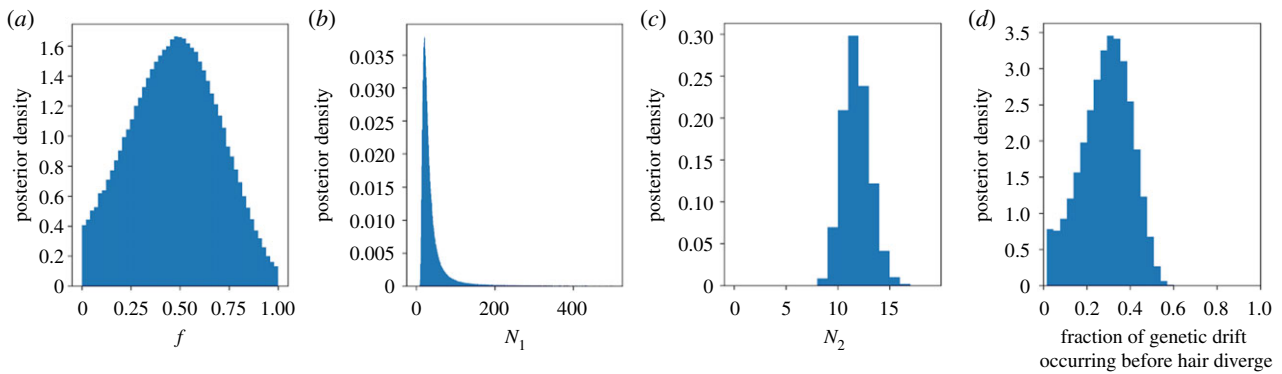 (a)
posterior density
1.6
1.4
1.2
1.0
0.8
0.6
0.4
0.2
0
0 0.25 0.50 0.75 1.00
f
(b)
posterior density
0.035
0.030
0.025
0.020
0.015
0.010
0.005
0
0 200 400
N1
(c)
posterior density
0.30
0.25
0.20
0.15
0.10
0.05
0
0 5 10 15
N2
(d)
posterior density
3.5
3.0
2.5
2.0
1.5
1.0
0.5
0
0 0.2 0.4 0.6 0.8 1.0
fraction of genetic drift
occurring before hair diverge